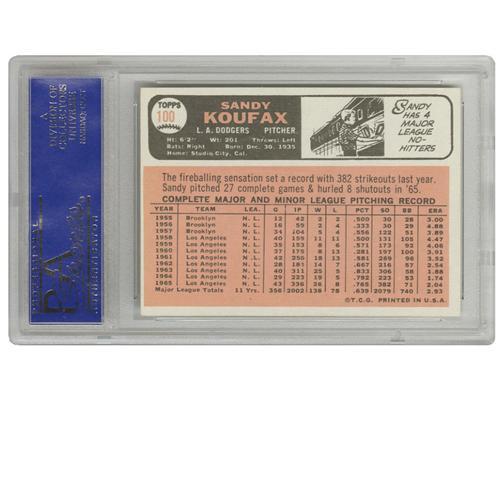 A
DIVISION OF
COLLECTORS
UNIVERSE
NASDAQ: CLCT
PSA
TOPPS
100
SANDY
KOUFAX
L. A. DODGERS PITCHER
Ht: 6'2" Wt: 201 Throws: Left
Bats: Right Born: Dec. 30, 1935
Home: Studio City, Cal.
SANDY
HAS 4
MAJOR
LEAGUE
NO-
HITTERS
The fireballing sensation set a record with 382 strikeouts last year.
Sandy pitched 27 complete games & hurled 8 shutouts in '65.
COMPLETE MAJOR AND MINOR LEAGUE PITCHING RECORD
YEAR TEAM LEA. G IP W L PCT. SO BB ERA
1955 Brooklyn N. L. 12 42 2 2 .500 30 28 3.00
1956 Brooklyn N. L. 16 59 2 4 .333 30 29 4.88
1957 Brooklyn N. L. 34 104 5 4 .556 122 51 3.89
1958 Los Angeles N. L. 40 159 11 11 .500 131 105 4.47
1959 Los Angeles N. L. 35 153 8 6 .571 173 92 4.06
1960 Los Angeles N. L. 37 175 8 13 .381 197 100 3.91
1961 Los Angeles N. L. 42 256 18 13 .581 269 96 3.52
1962 Los Angeles N. L. 28 184 14 7 .667 216 57 2.54
1963 Los Angeles N. L. 40 311 25 5 .833 306 58 1.88
1964 Los Angeles N. L. 29 223 19 5 .792 223 53 1.74
1965 Los Angeles N. L. 43 336 26 8 .765 382 71 2.04
Major League Totals 11 Yrs. 356 2002 138 78 .639 2079 740 2.93
© T.C.G. PRINTED IN U.S.A.